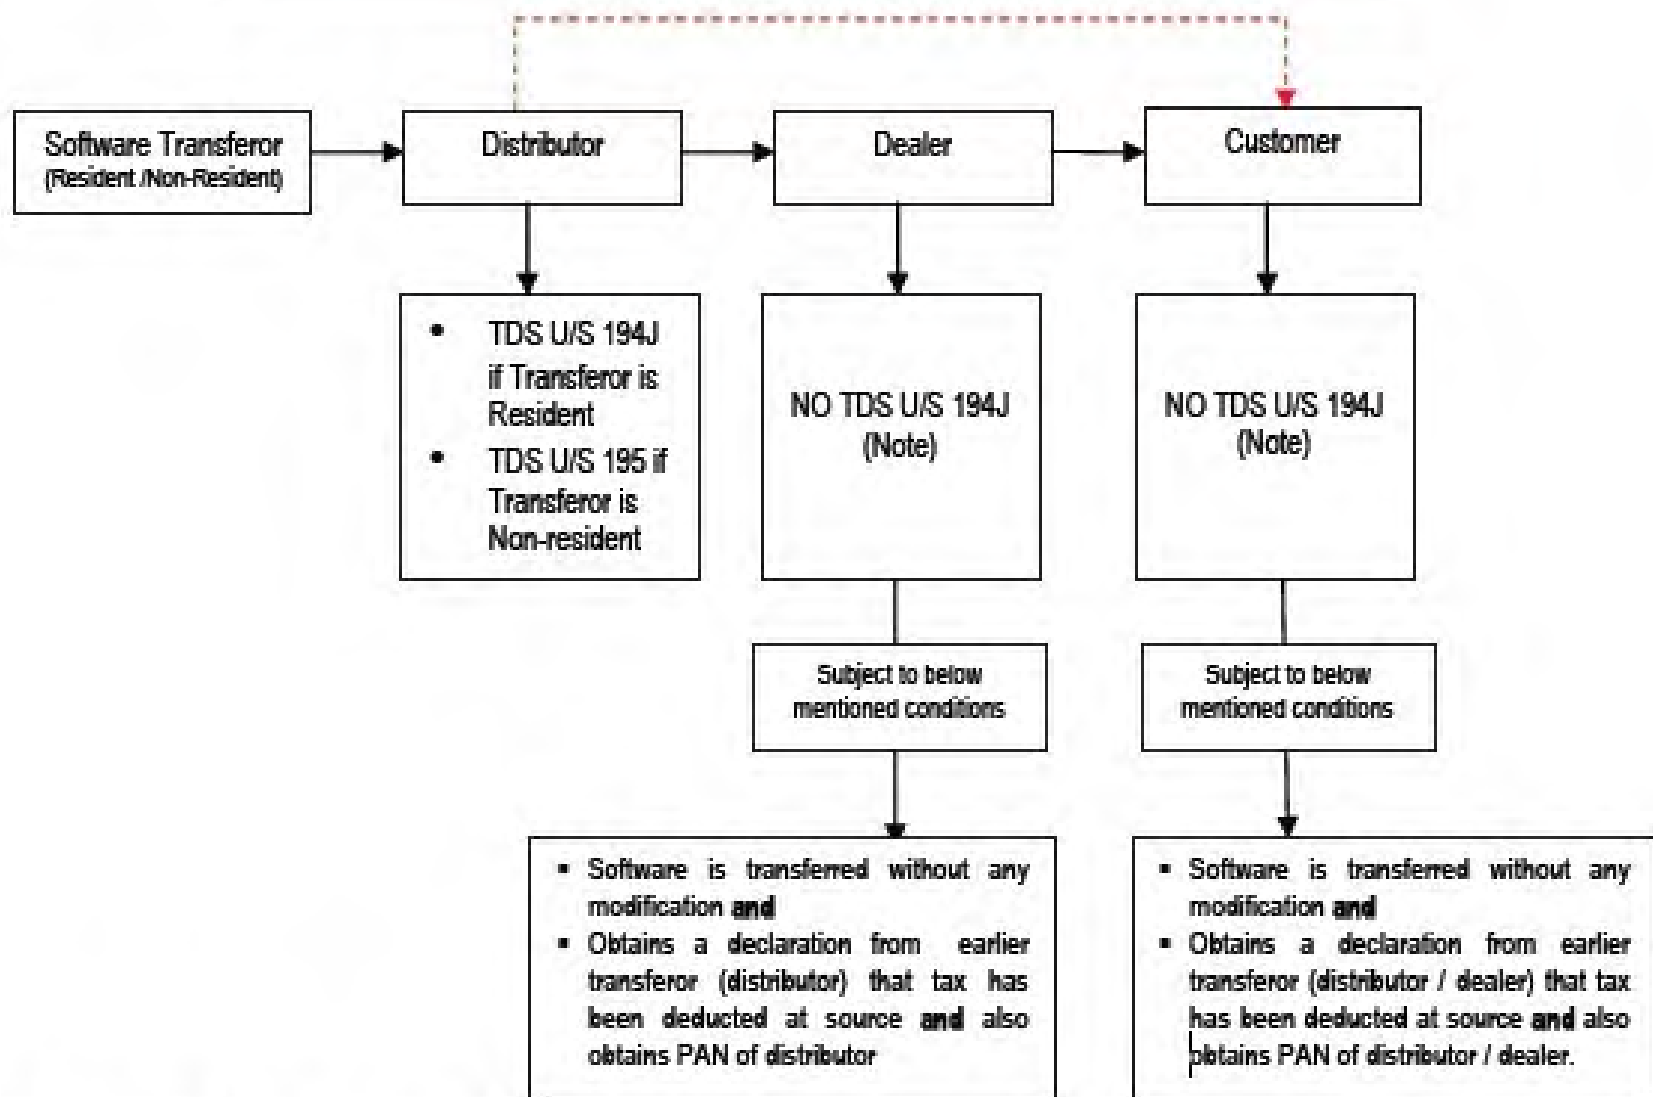 Software Transferor
(Resident /Non-Resident)
Distributor
Dealer
Customer
• TDS U/S 194J
if Transferor is
Resident
• TDS U/S 195 if
Transferor is
Non-resident
NO TDS U/S 194J
(Note)
NO TDS U/S 194J
(Note)
Subject to below
mentioned conditions
Subject to below
mentioned conditions
▪ Software is transferred without any
modification and
▪ Obtains a declaration from earlier
transferor (distributor) that tax has
been deducted at source and also
obtains PAN of distributor
▪ Software is transferred without any
modification and
▪ Obtains a declaration from earlier
transferor (distributor / dealer) that tax
has been deducted at source and also
obtains PAN of distributor / dealer.